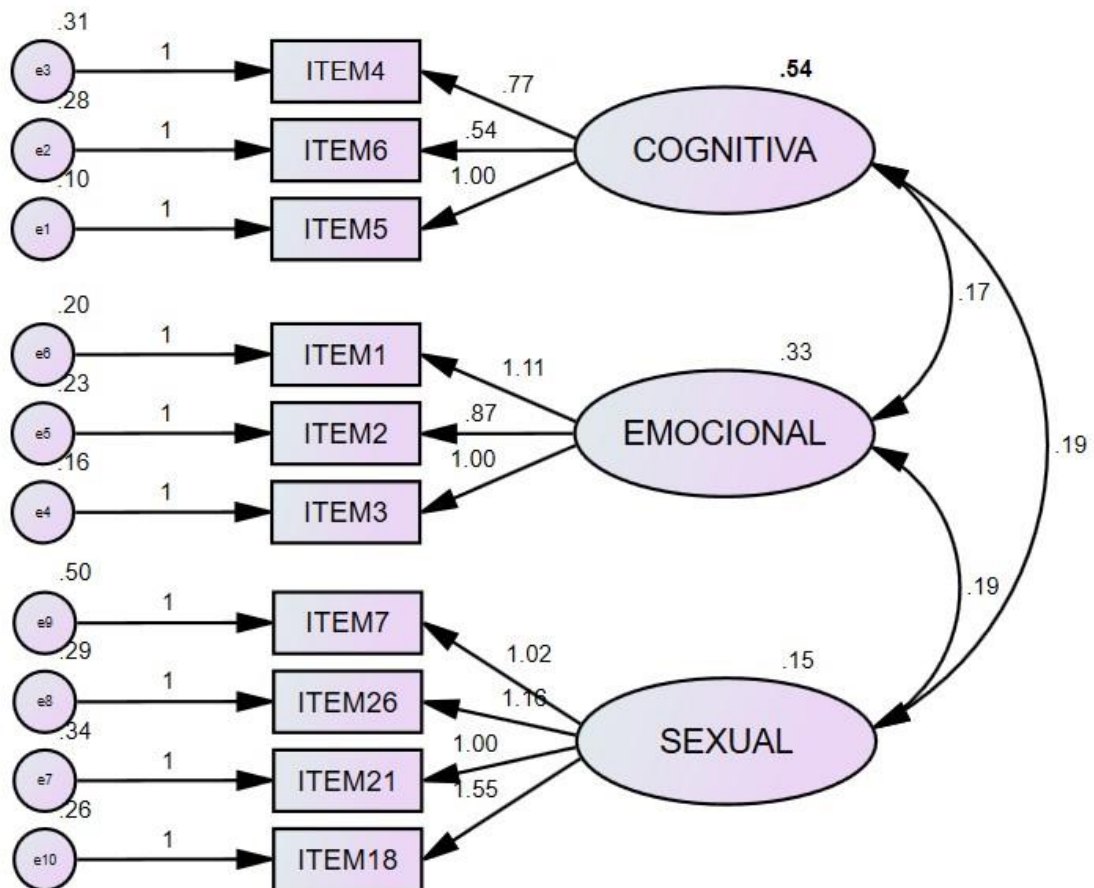 .31
e3
1
ITEM4
.77
.54
COGNITIVA
.28
e2
1
ITEM6
.54
.10
e1
1
ITEM5
1.00
.17
.20
e6
1
ITEM1
1.11
.33
EMOCIONAL
.23
e5
1
ITEM2
.87
.16
e4
1
ITEM3
1.00
.19
.19
.50
e9
1
ITEM7
1.02
.15
SEXUAL
.29
e8
1
ITEM26
1.16
.34
e7
1
ITEM21
1.00
.26
e10
1
ITEM18
1.55